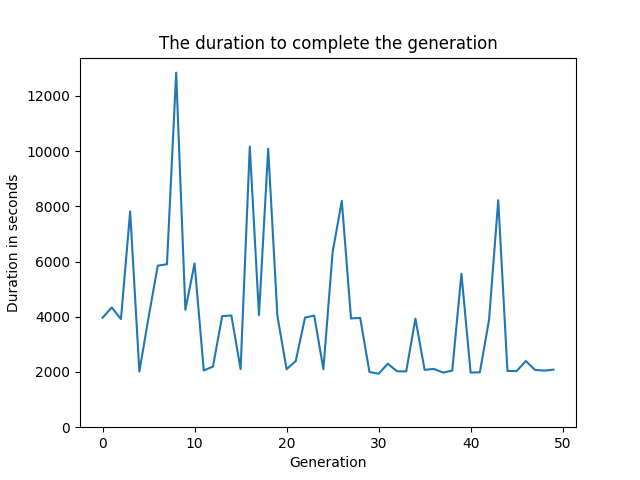 The duration to complete the generation
12000
10000
8000
6000
4000
2000
0
Duration in seconds
0 10 20 30 40 50
Generation